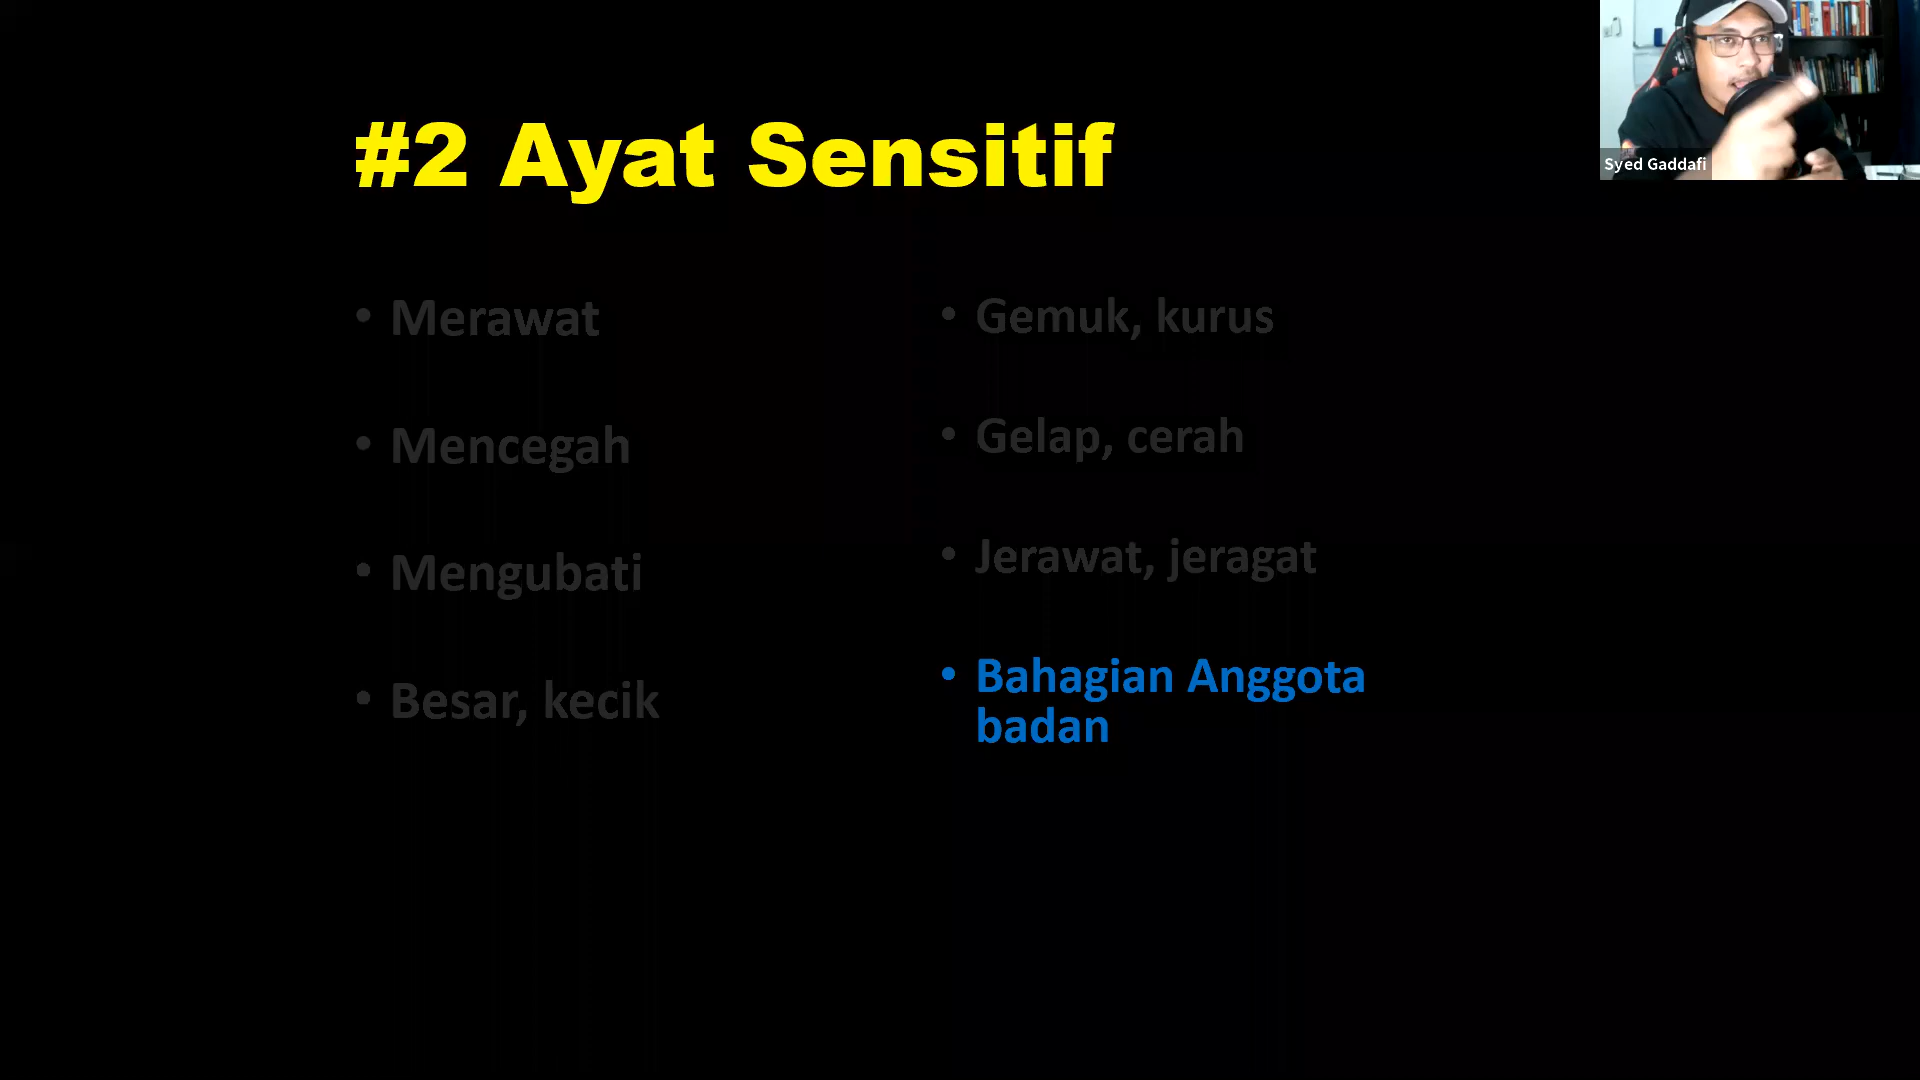 #2 Ayat Sensitif
• Merawat
• Mencegah
• Mengubati
• Besar, kecik
• Gemuk, kurus
• Gelap, cerah
• Jerawat, jeragat
• Bahagian Anggota
badan
Syed Gaddafi